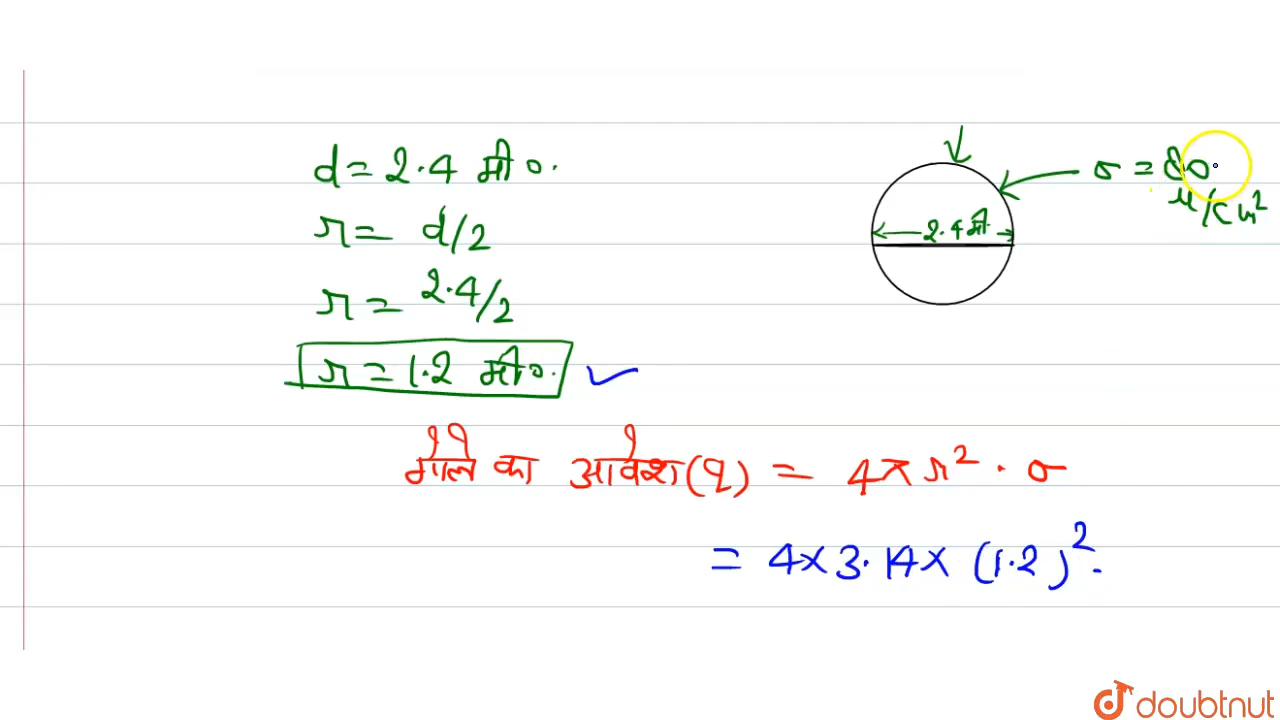 d = 2.4 मी०.
r = d/2
r = 2.4/2
r = 1.2 मी०.
2.4 मी.
σ = 80
μ/cm²
गोले का आवेश (q) = 4πr² · σ
= 4 × 3.14 × (1.2)².
doubtnut